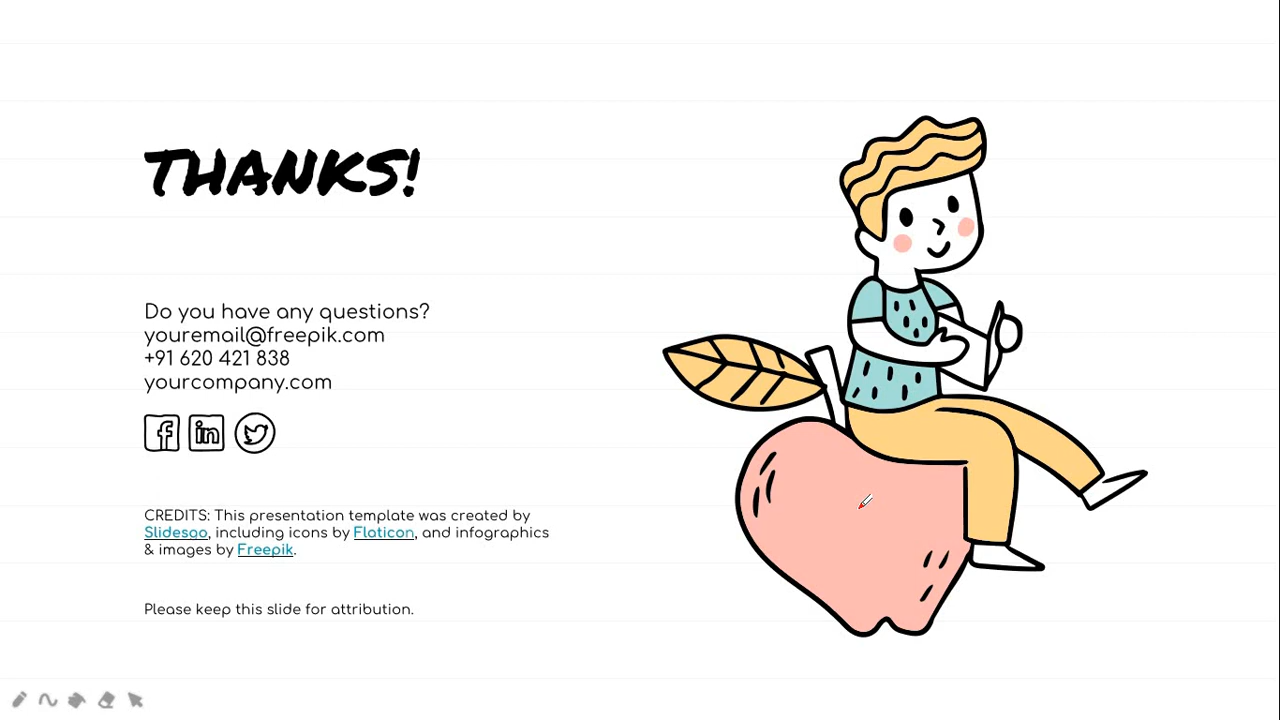 THANKS!
Do you have any questions?
youremail@freepik.com
+91 620 421 838
yourcompany.com
f in
CREDITS: This presentation template was created by
Slidesgo, including icons by Flaticon, and infographics
& images by Freepik.
Please keep this slide for attribution.